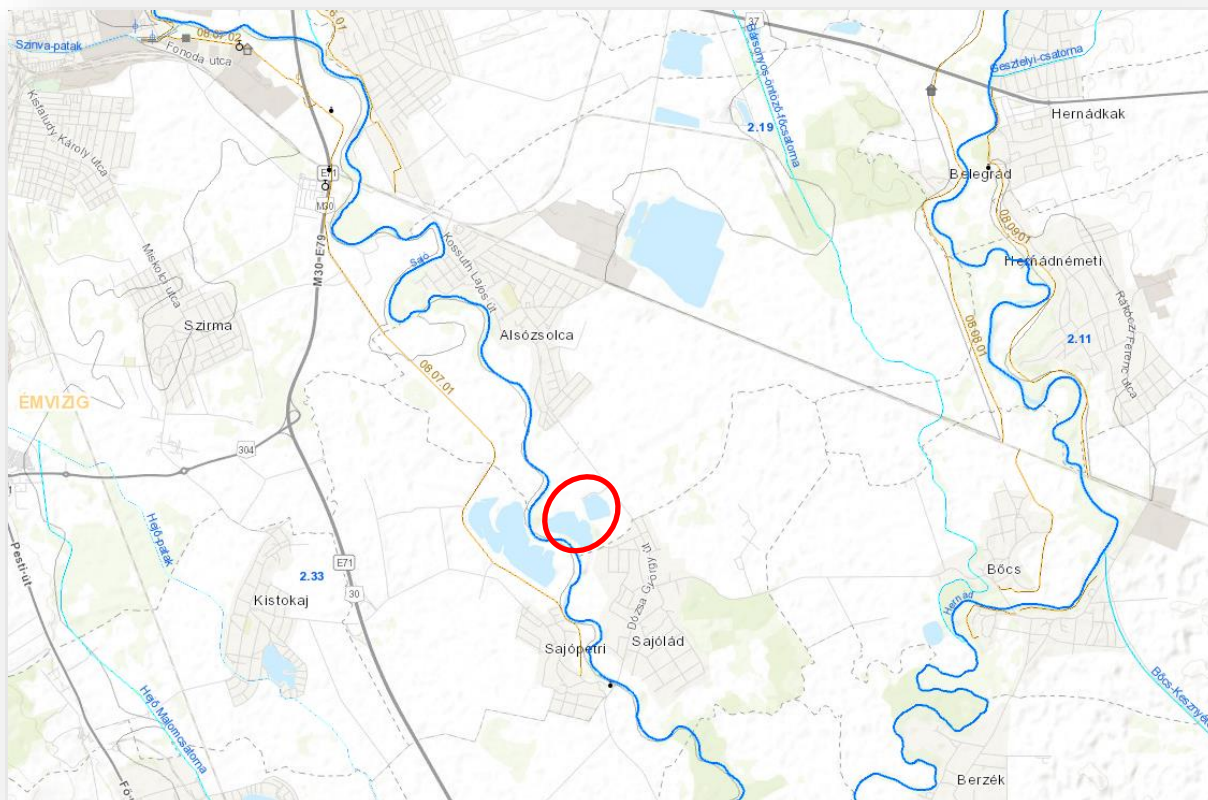 08.07.02
37
Szinva-patak
Fonoda utca
Bársonyos-öntöző-főcsatorna
Gesztelyi-csatorna
Kisfaludy Károly utca
2.19
Hernádkak
Belegrád
M30
08.09.01
Sajó
Kossuth Lajos út
Hernádnémeti
M30=E79
Miskolci utca
Szirma
Alsózsolca
08.08.01
Rákóczi Ferenc utca
2.11
08.07.01
ÉMVIZIG
304
1
Hejő-patak
Pesti-út
E71
2.33
30
Kistokaj
Dózsa György út
Bőcs
Hernád
Sajópetri
Sajólád
Hejő Malomcsatorna
Bőcs-Kesznyét
Berzék